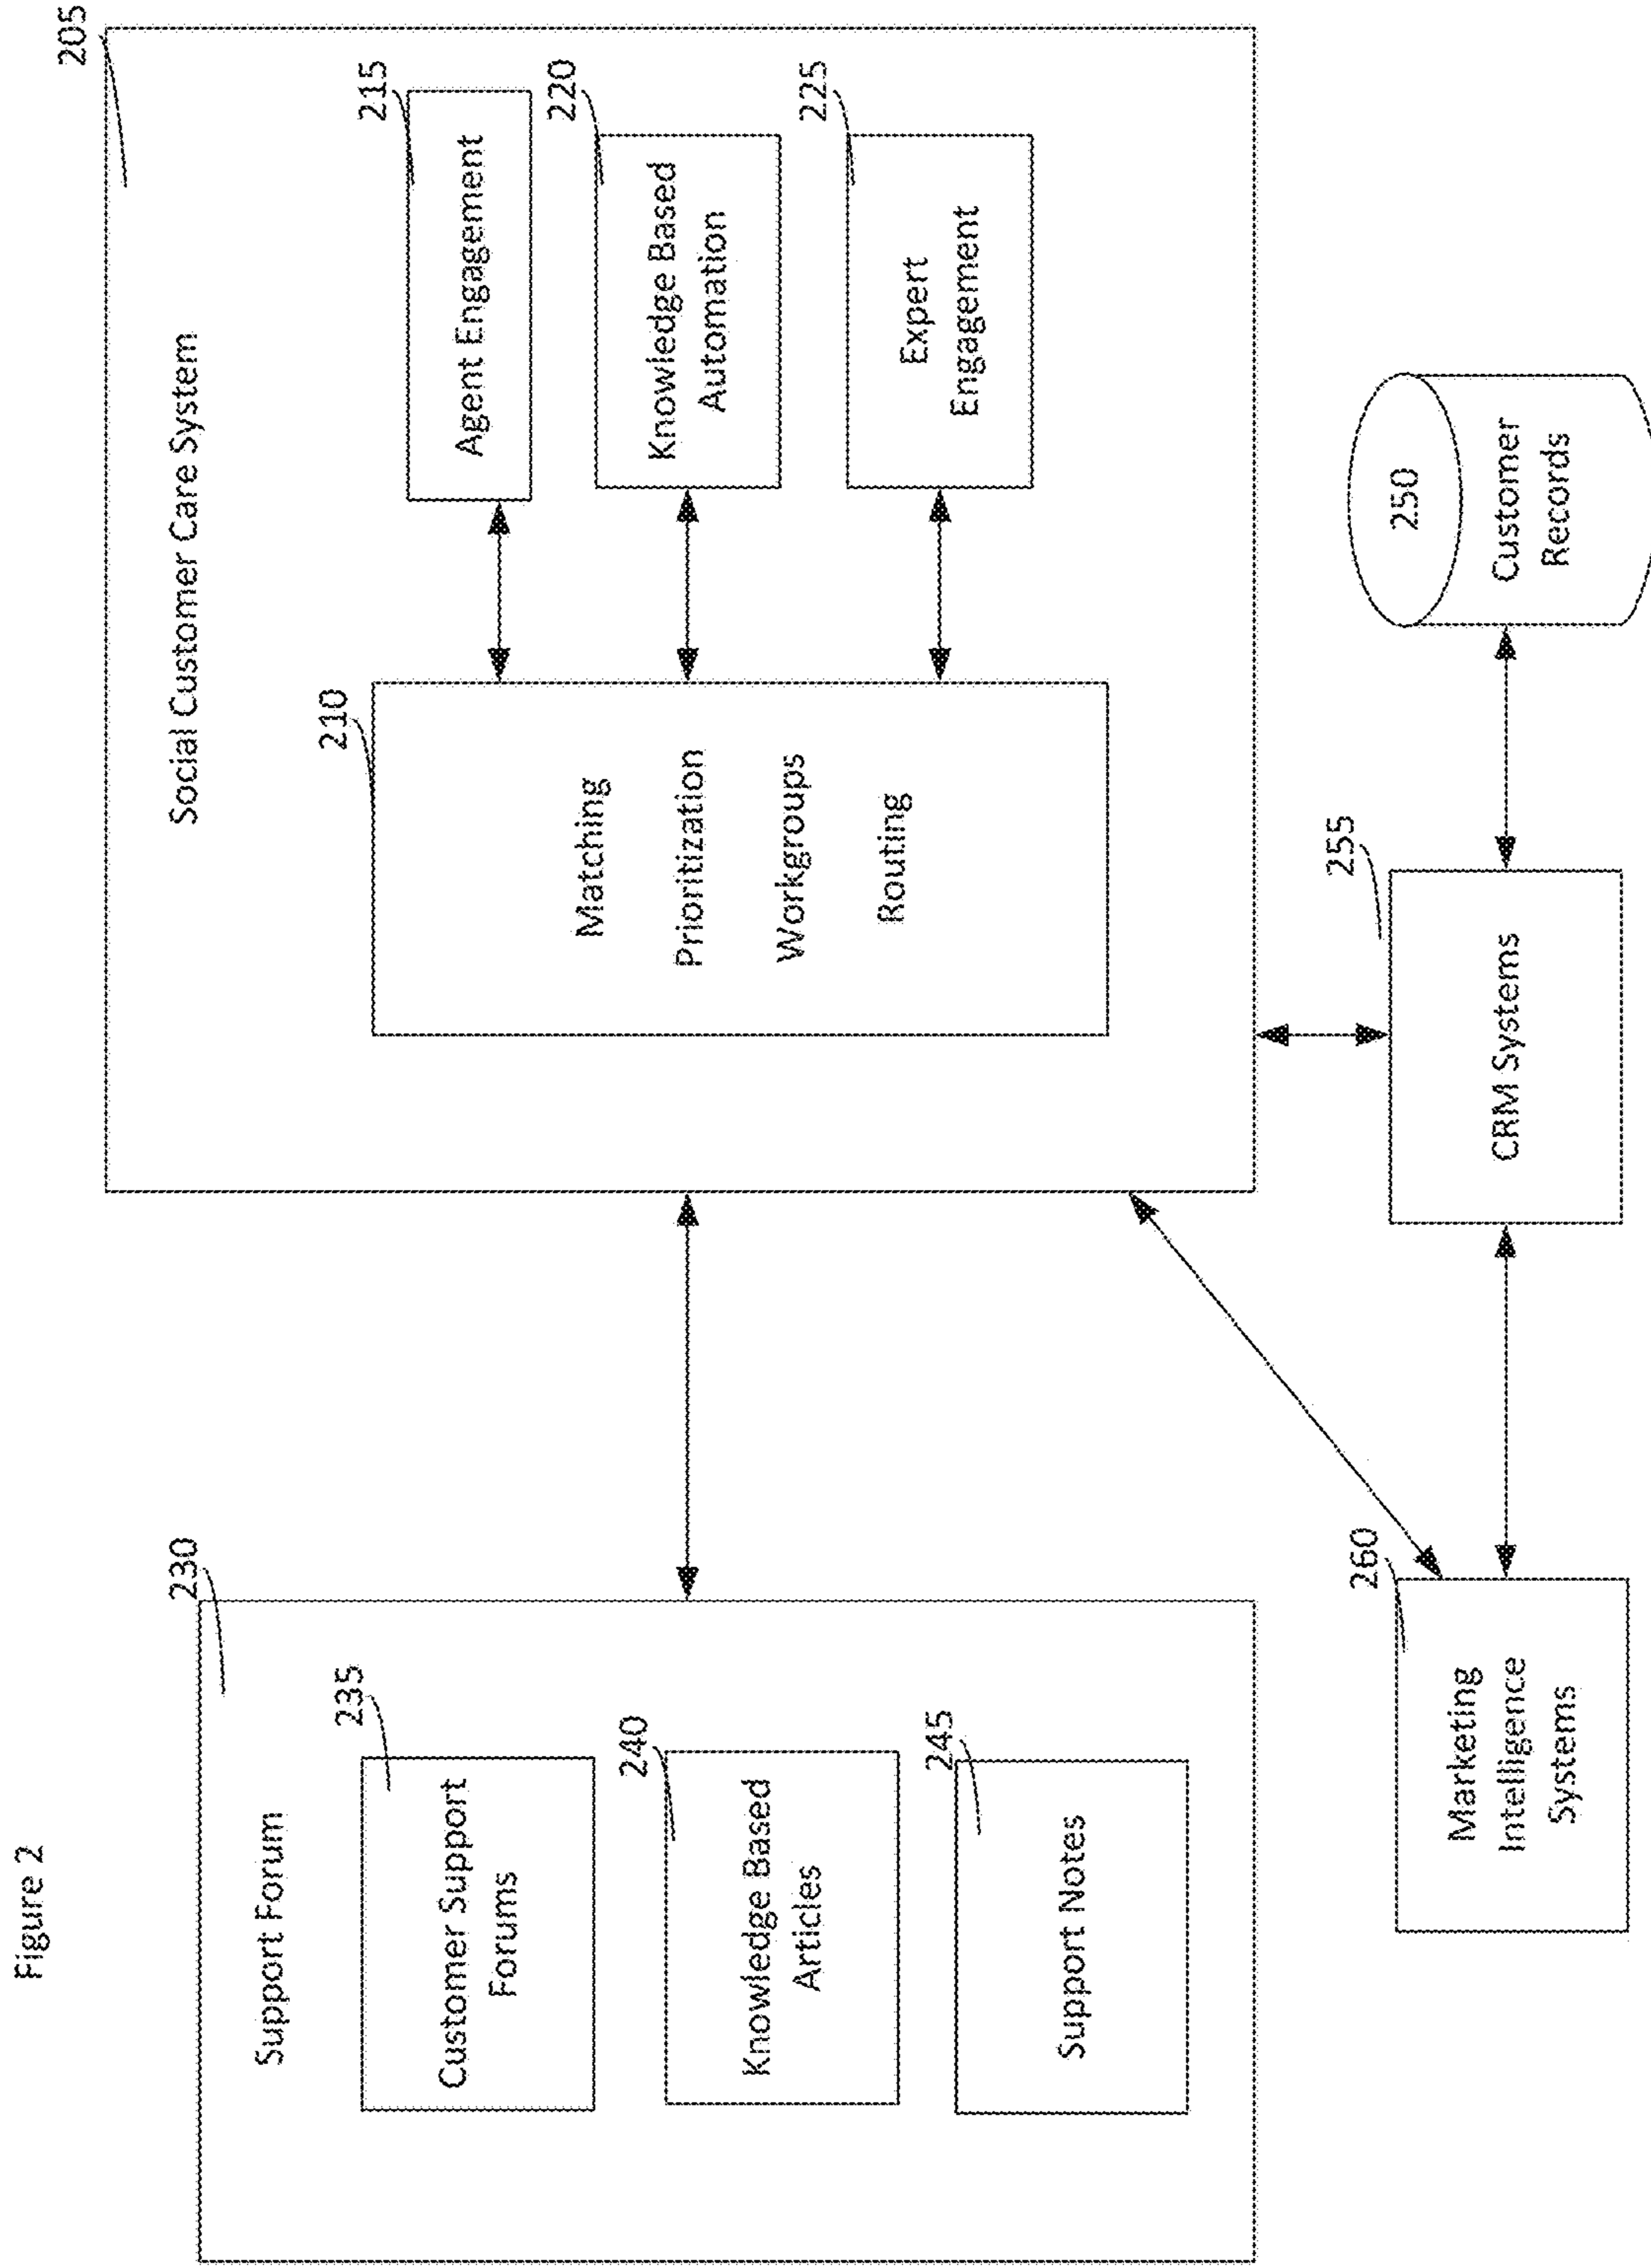 Figure 2
230
Support Forum
235
Customer Support
Forums
240
Knowledge Based
Articles
245
Support Notes
205
Social Customer Care System
210
Matching
Prioritization
Workgroups
Routing
215
Agent Engagement
220
Knowledge Based
Automation
225
Expert
Engagement
260
Marketing
Intelligence
Systems
255
CRM Systems
250
Customer
Records